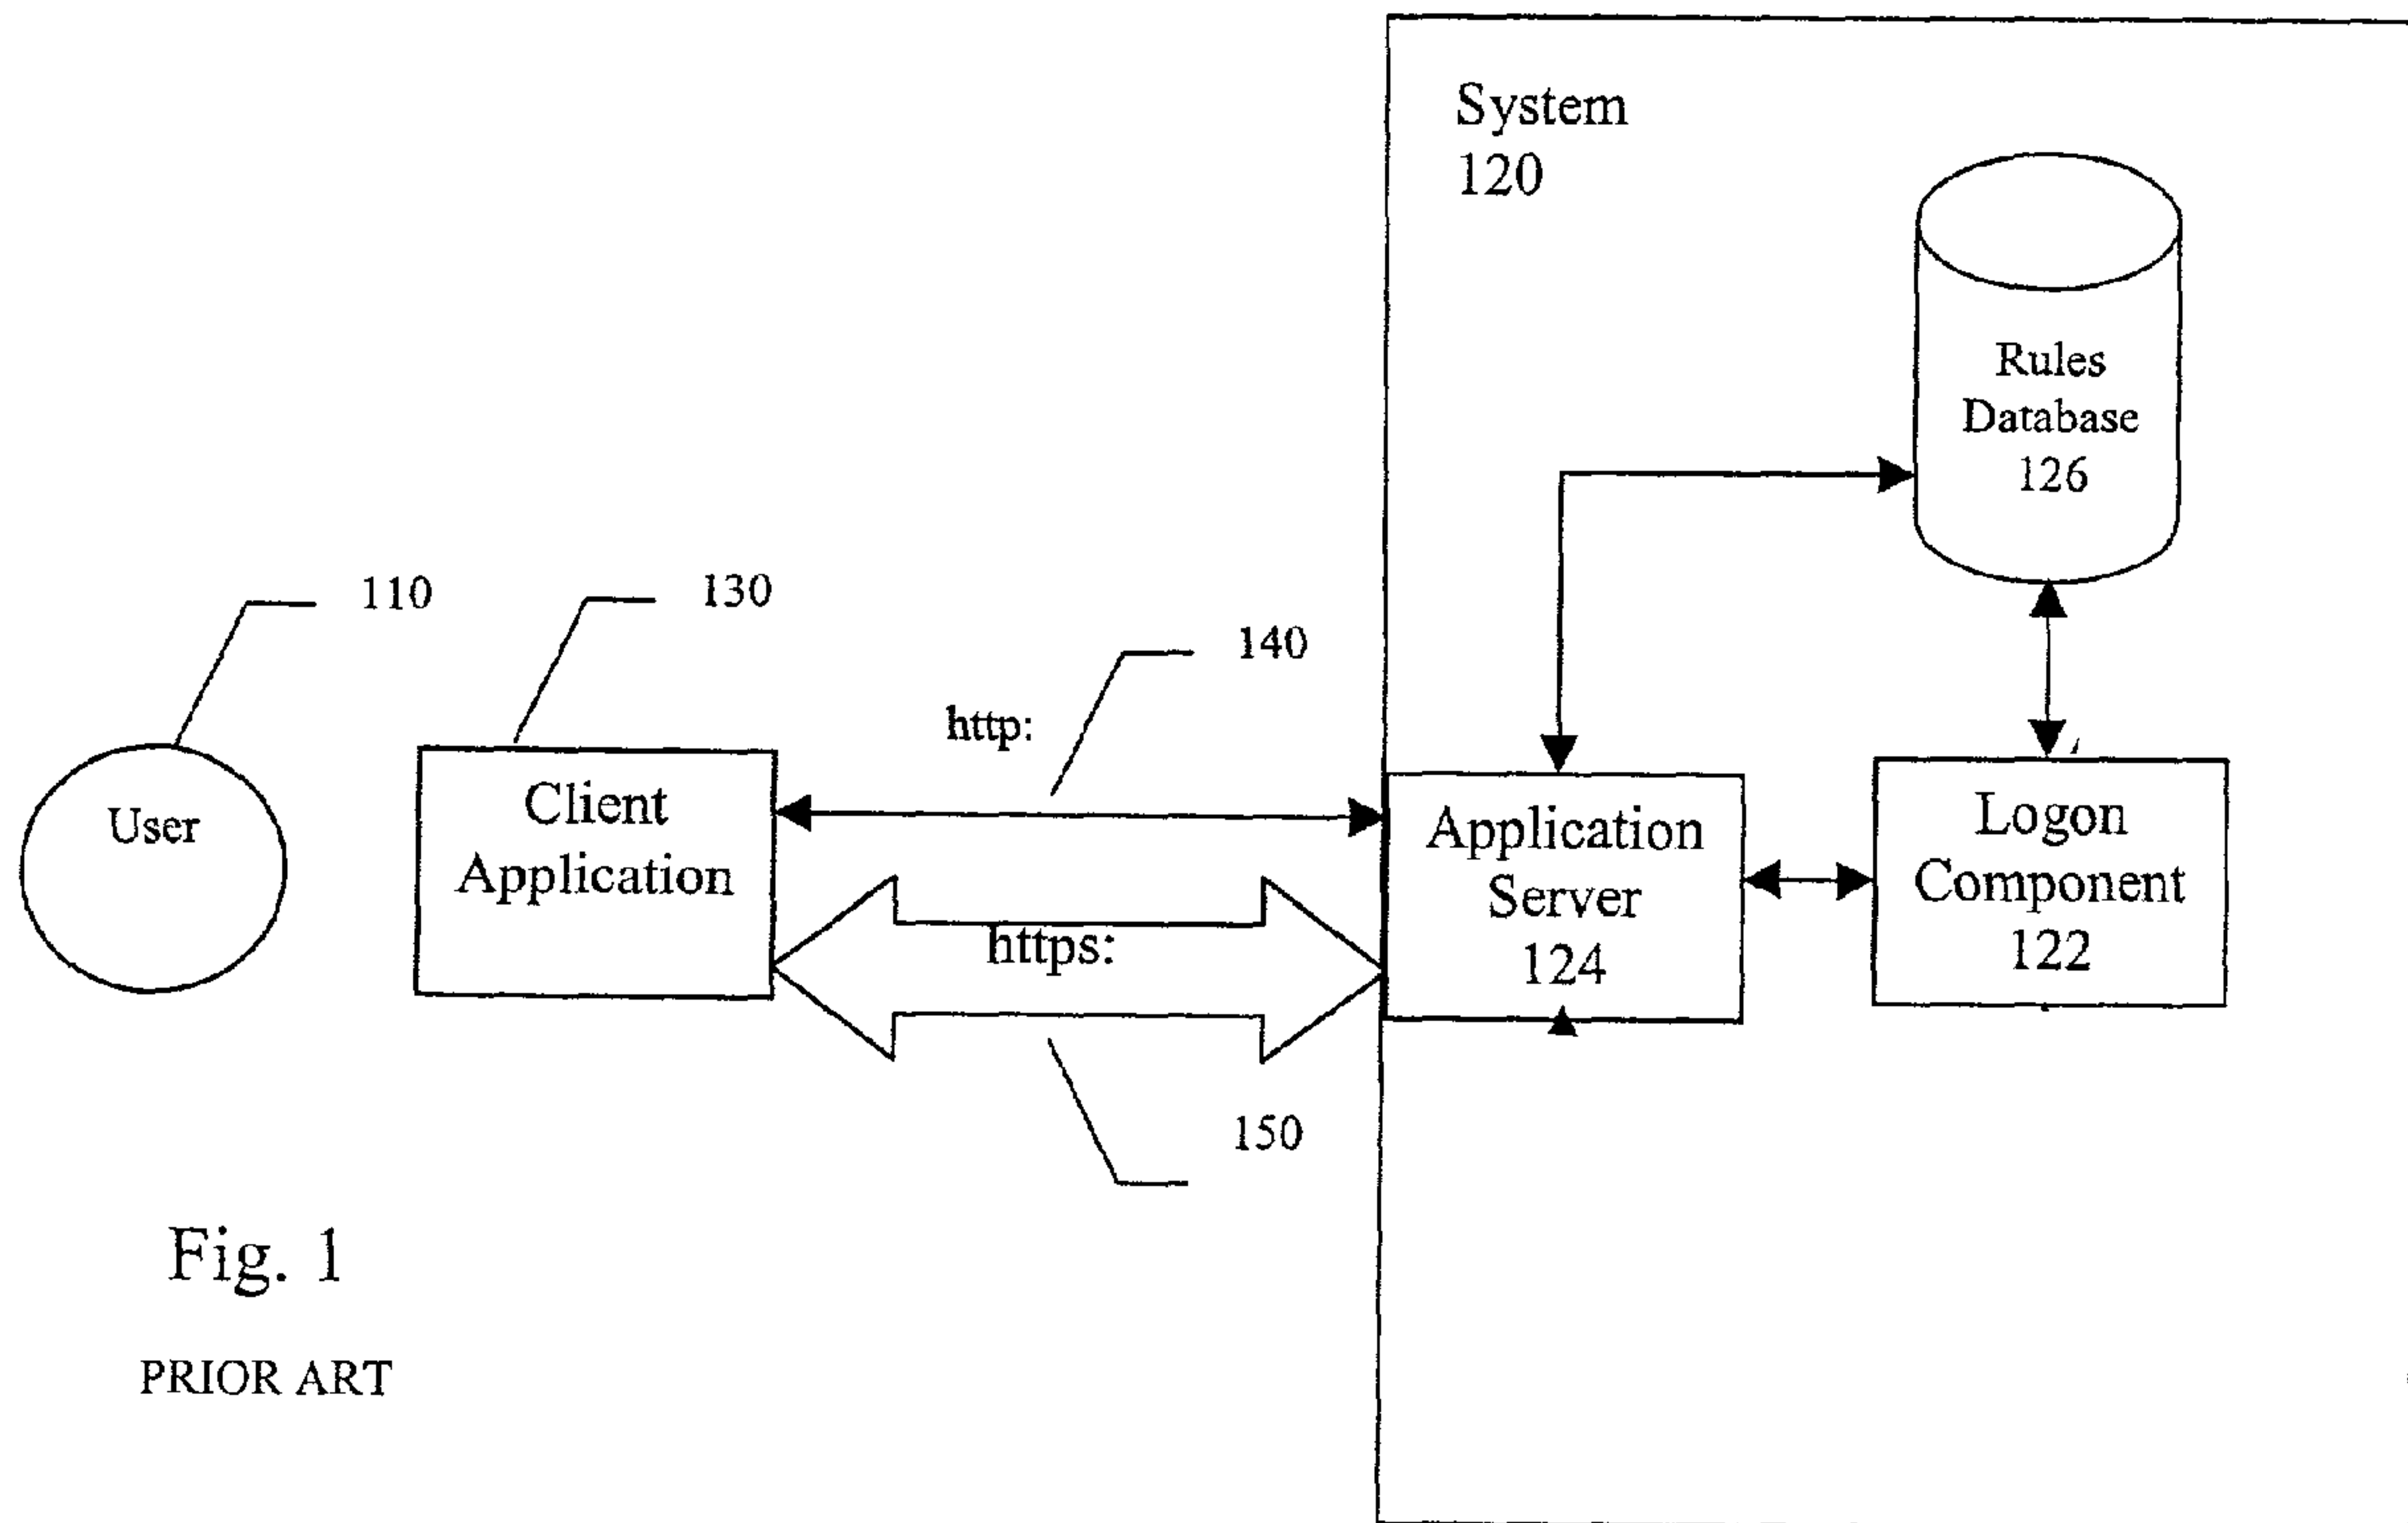 System
120
Rules
Database
126
110
130
140
http:
User
Client
Application
Application
Server
124
Logon
Component
122
https:
150
Fig. 1
PRIOR ART